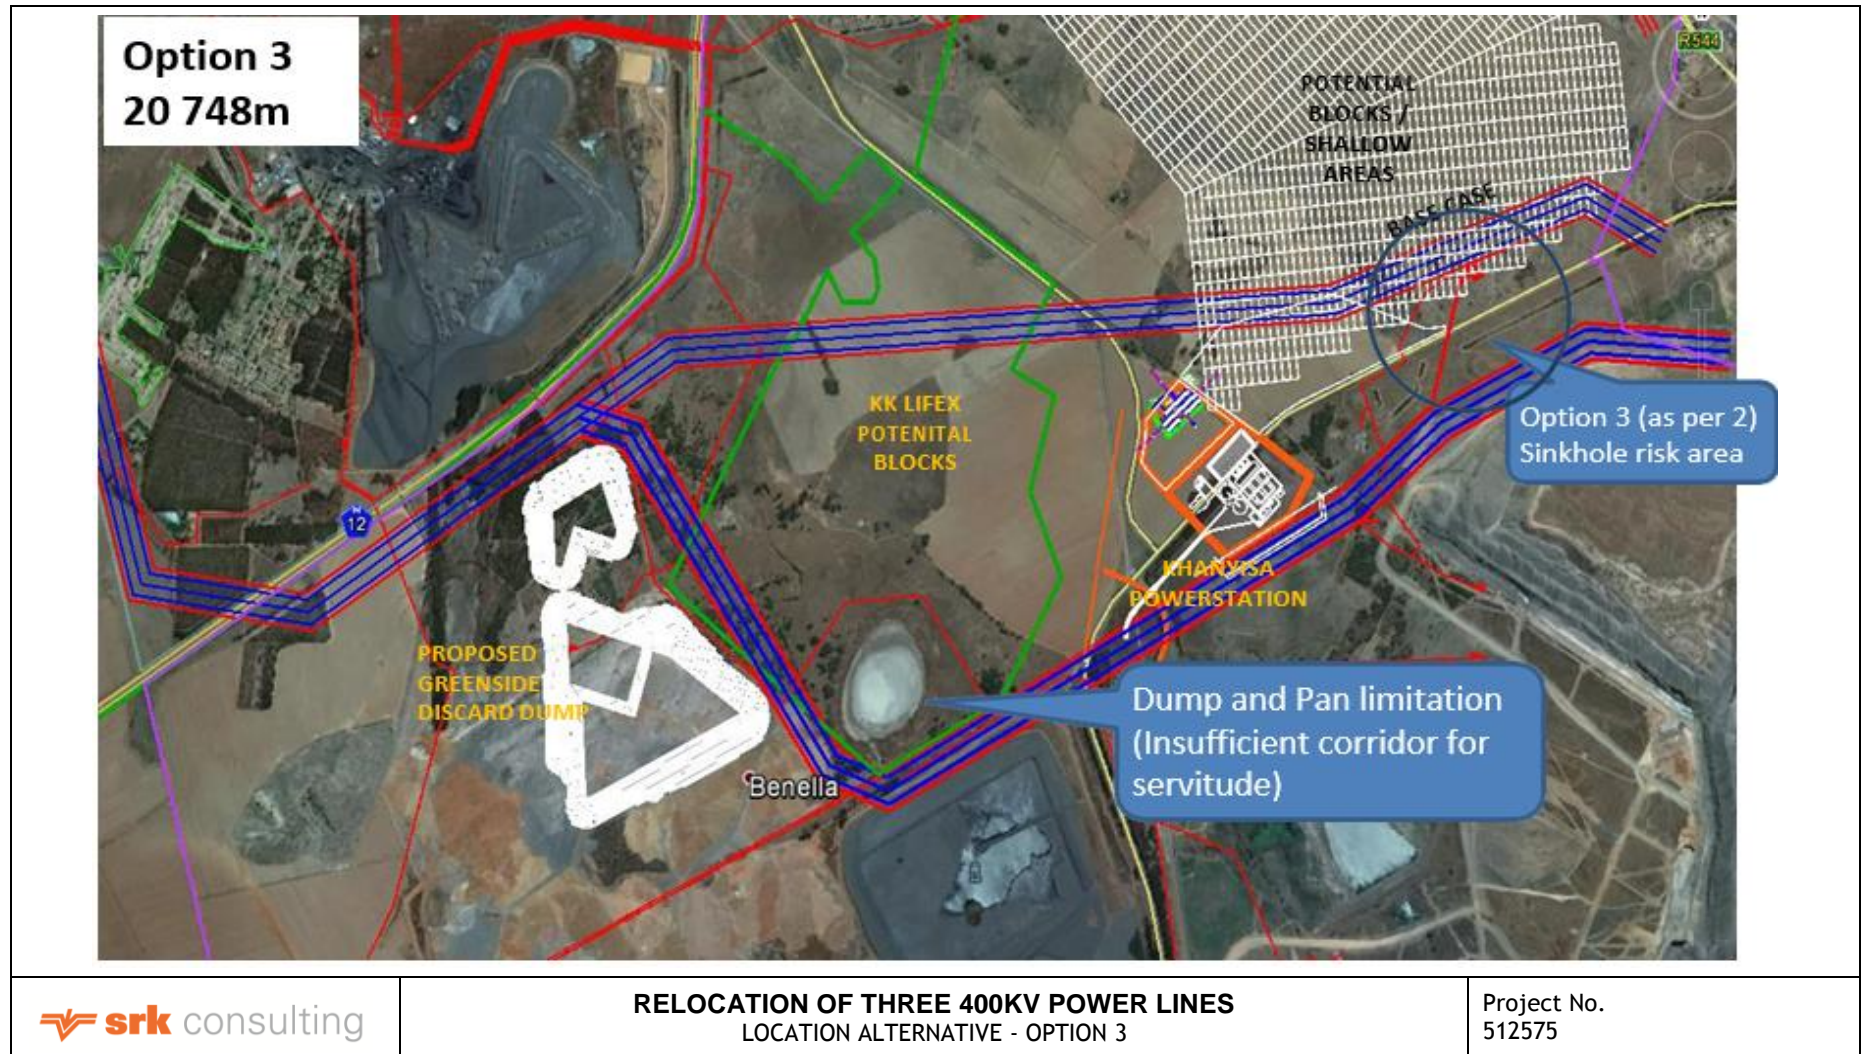 Option 3
20 748m
R544
POTENTIAL
BLOCKS /
SHALLOW
AREAS
BASE CASE
KK LIFEX
POTENITAL
BLOCKS
Option 3 (as per 2)
Sinkhole risk area
N
12
KHANYISA
POWERSTATION
PROPOSED
GREENSIDE
DISCARD DUMP
Dump and Pan limitation
(Insufficient corridor for
servitude)
Benella
srk consulting
RELOCATION OF THREE 400KV POWER LINES
LOCATION ALTERNATIVE - OPTION 3
Project No.
512575